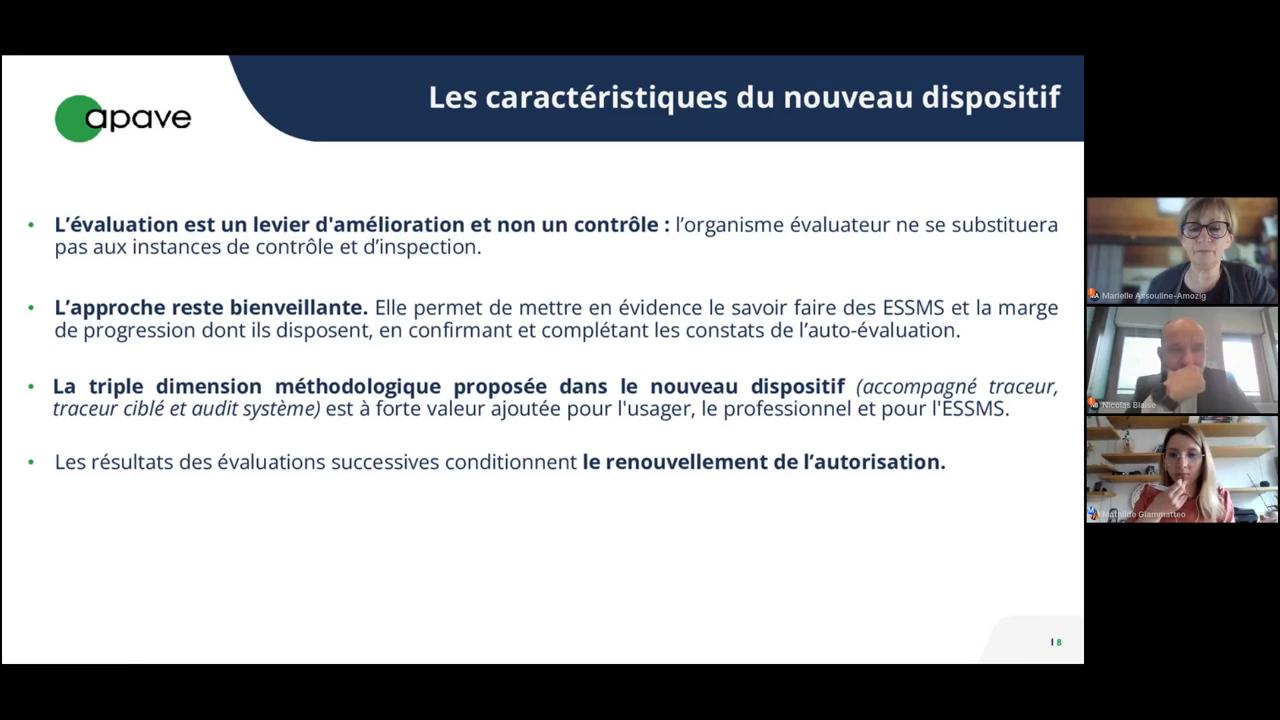 Les caractéristiques du nouveau dispositif
apave
• L’évaluation est un levier d'amélioration et non un contrôle : l’organisme évaluateur ne se substituera
pas aux instances de contrôle et d’inspection.
• L’approche reste bienveillante. Elle permet de mettre en évidence le savoir faire des ESSMS et la marge
de progression dont ils disposent, en confirmant et complétant les constats de l’auto-évaluation.
• La triple dimension méthodologique proposée dans le nouveau dispositif (accompagné traceur,
traceur ciblé et audit système) est à forte valeur ajoutée pour l'usager, le professionnel et pour l'ESSMS.
• Les résultats des évaluations successives conditionnent le renouvellement de l’autorisation.
I 8
Marielle Assouline-Amozig
Nicolas Blaise
Mathilde Giammatteo